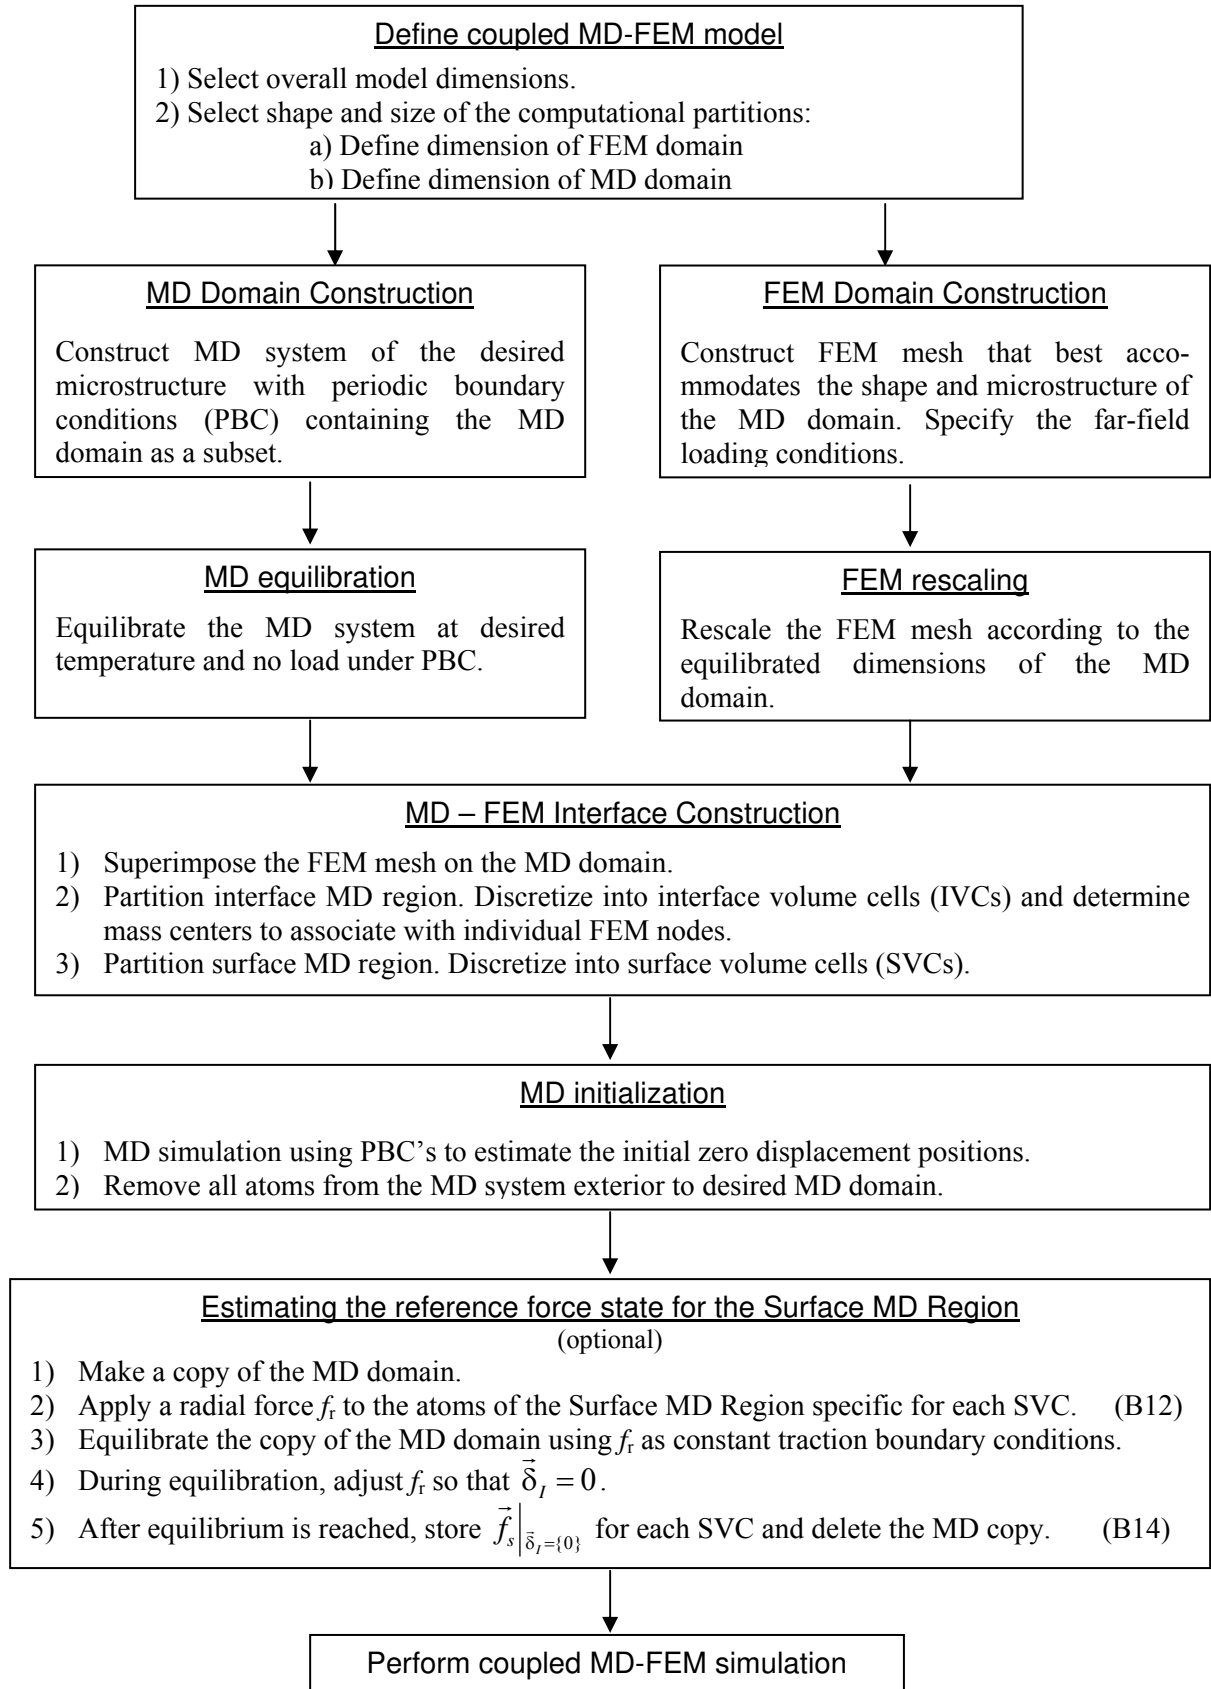 Define coupled MD-FEM model
1) Select overall model dimensions.
2) Select shape and size of the computational partitions:
a) Define dimension of FEM domain
b) Define dimension of MD domain
MD Domain Construction
Construct MD system of the desired
microstructure with periodic boundary
conditions (PBC) containing the MD
domain as a subset.
FEM Domain Construction
Construct FEM mesh that best acco-
mmodates the shape and microstructure of
the MD domain. Specify the far-field
loading conditions.
MD equilibration
Equilibrate the MD system at desired
temperature and no load under PBC.
FEM rescaling
Rescale the FEM mesh according to the
equilibrated dimensions of the MD
domain.
MD – FEM Interface Construction
1) Superimpose the FEM mesh on the MD domain.
2) Partition interface MD region. Discretize into interface volume cells (IVCs) and determine
mass centers to associate with individual FEM nodes.
3) Partition surface MD region. Discretize into surface volume cells (SVCs).
MD initialization
1) MD simulation using PBC's to estimate the initial zero displacement positions.
2) Remove all atoms from the MD system exterior to desired MD domain.
Estimating the reference force state for the Surface MD Region
(optional)
1) Make a copy of the MD domain.
2) Apply a radial force f_r to the atoms of the Surface MD Region specific for each SVC. (B12)
3) Equilibrate the copy of the MD domain using f_r as constant traction boundary conditions.
4) During equilibration, adjust f_r so that \vec{δ}_I = 0.
5) After equilibrium is reached, store \vec{f}_s|_{\vec{δ}_I={0}} for each SVC and delete the MD copy. (B14)
Perform coupled MD-FEM simulation